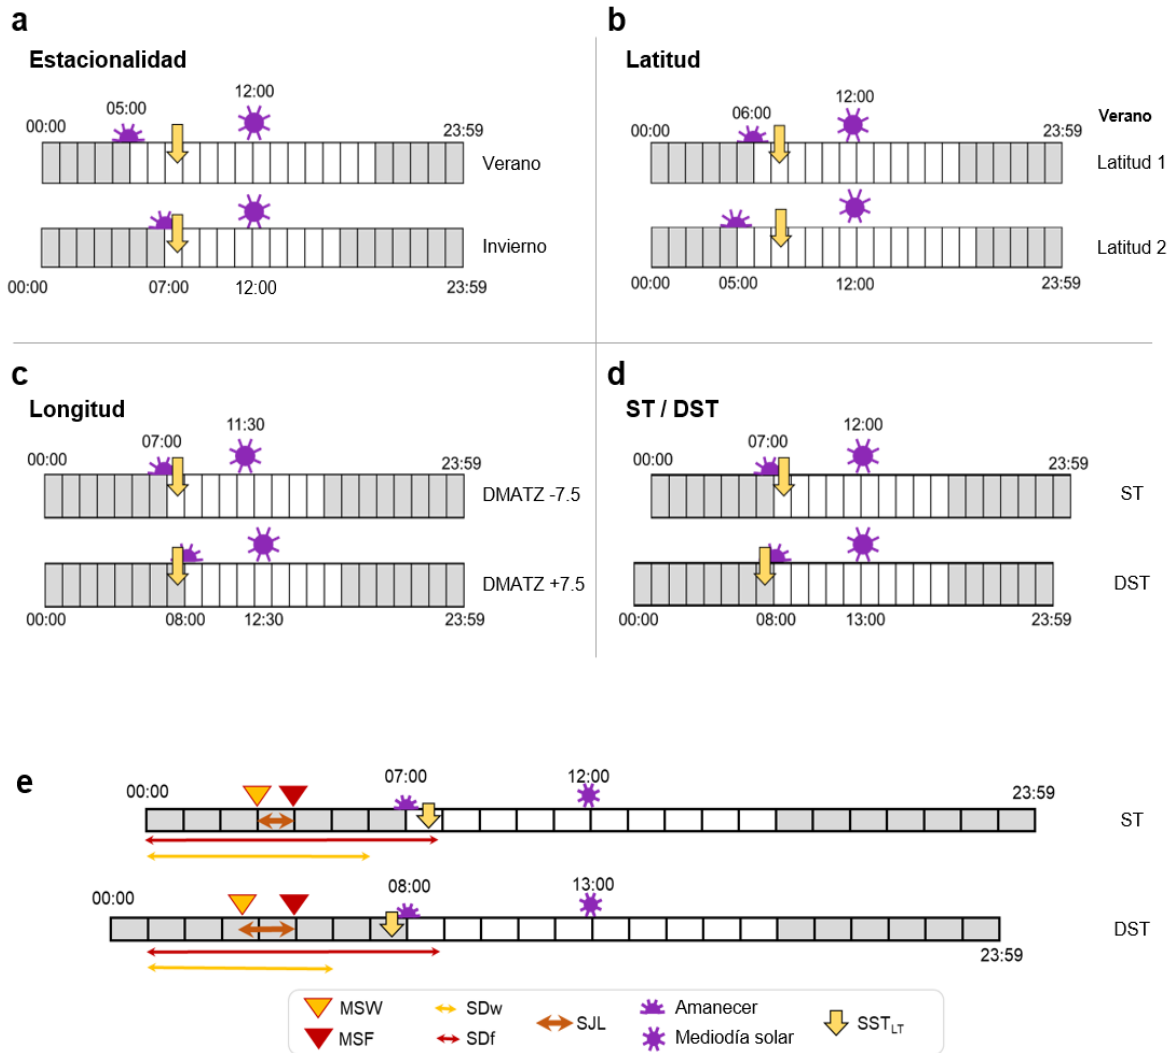 a
Estacionalidad
12:00
05:00
00:00
23:59
Verano
Invierno
00:00
07:00
12:00
23:59
b
Latitud
12:00
Verano
06:00
00:00
23:59
Latitud 1
Latitud 2
00:00
05:00
12:00
23:59
c
Longitud
11:30
07:00
00:00
23:59
DMATZ -7.5
DMATZ +7.5
00:00
08:00
12:30
23:59
d
ST / DST
12:00
07:00
00:00
23:59
ST
DST
00:00
08:00
13:00
23:59
e
07:00
12:00
00:00
23:59
ST
08:00
13:00
00:00
DST
23:59
MSW
SDw
SJL
Amanecer
SSTLT
MSF
SDf
Mediodía solar